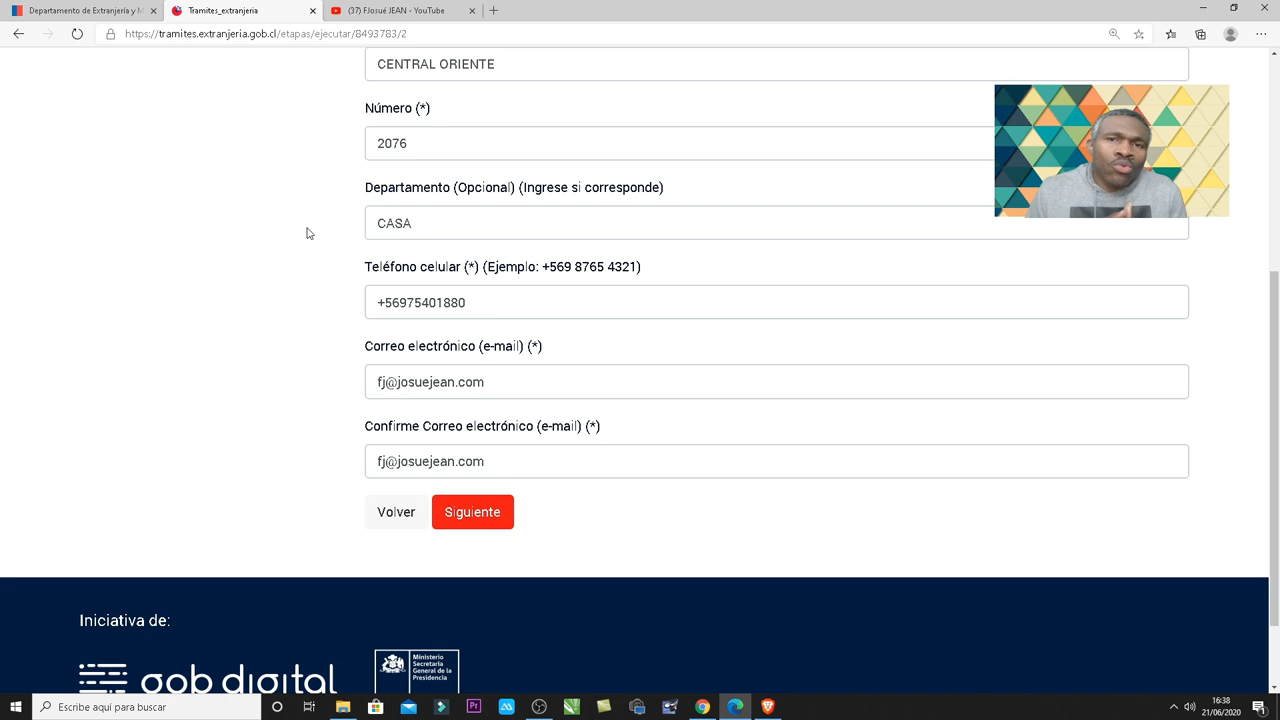 Departamento de Extranjería y M
Tramites_extranjeria
(37) FJosué JEAN - YouTube
https://tramites.extranjeria.gob.cl/etapas/ejecutar/8493783/2
CENTRAL ORIENTE
Número (*)
2076
Departamento (Opcional) (Ingrese si corresponde)
CASA
Teléfono celular (*) (Ejemplo: +569 8765 4321)
+56975401880
Correo electrónico (e-mail) (*)
fj@josuejean.com
Confirme Correo electrónico (e-mail) (*)
fj@josuejean.com
Volver
Siguiente
Iniciativa de:
gob digital
Ministerio
Secretaría
General de la
Presidencia
Escribe aquí para buscar
Pr
16:38
21/06/2020